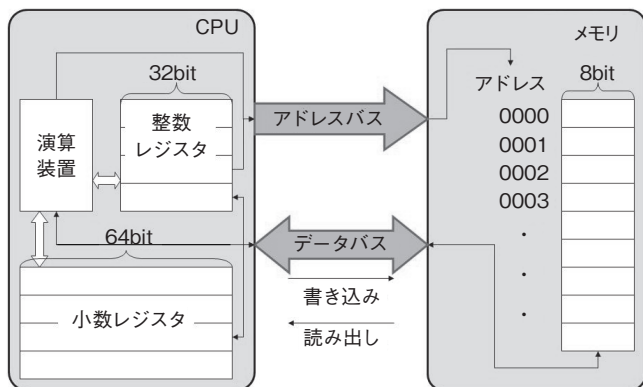 CPU
32bit
整数
レジスタ
演算
装置
64bit
小数レジスタ
アドレスバス
データバス
書き込み
読み出し
メモリ
アドレス
8bit
0000
0001
0002
0003
・
・
・
・